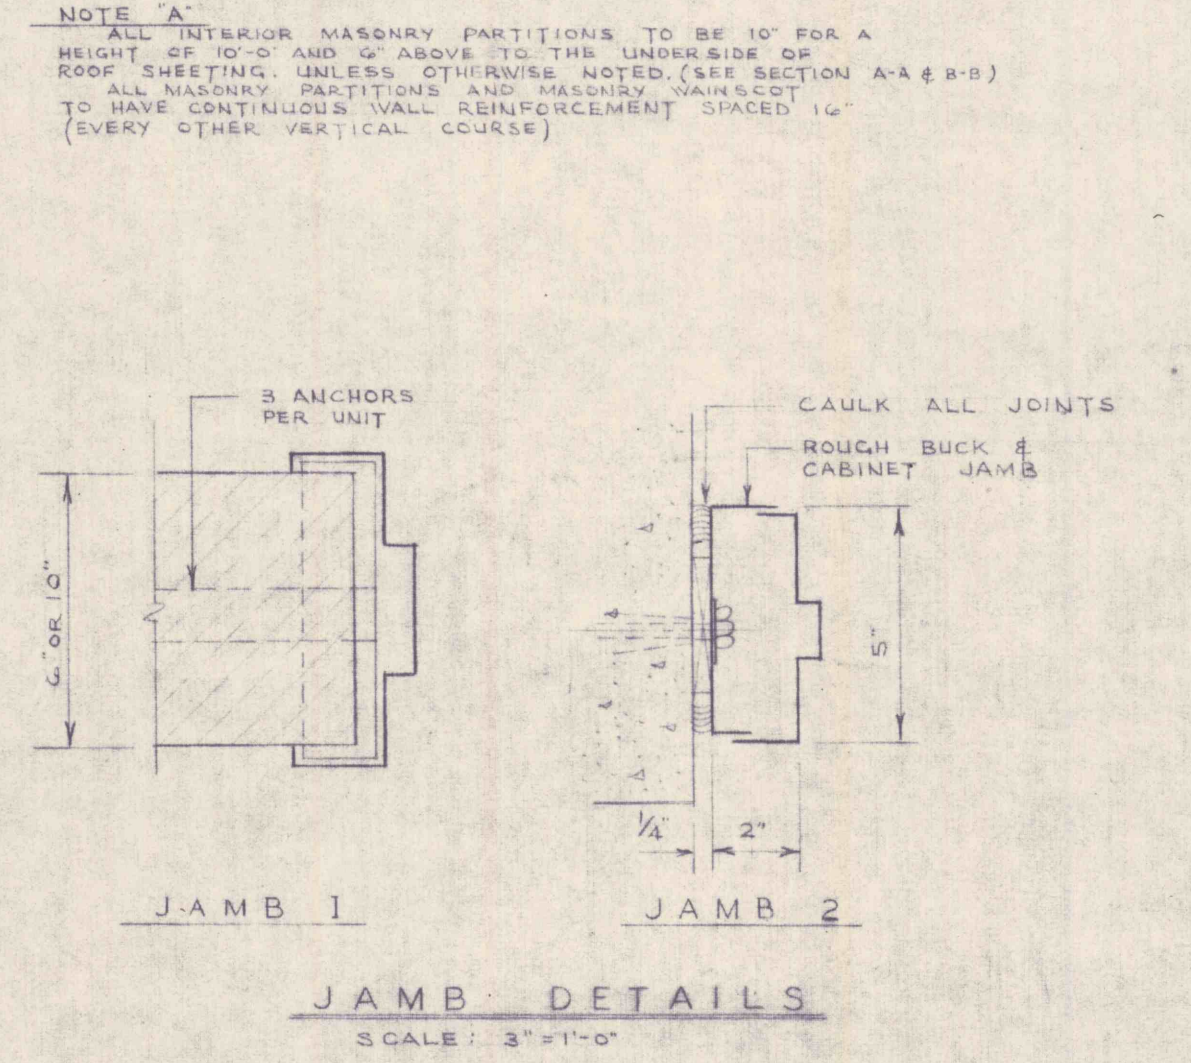 NOTE "A"
ALL INTERIOR MASONRY PARTITIONS TO BE 10" FOR A
HEIGHT OF 10'-0' AND 6" ABOVE TO THE UNDERSIDE OF
ROOF SHEETING. UNLESS OTHERWISE NOTED. (SEE SECTION A-A & B-B)
ALL MASONRY PARTITIONS AND MASONRY WAINSCOT
TO HAVE CONTINUOUS WALL REINFORCEMENT SPACED 16"
(EVERY OTHER VERTICAL COURSE)
3 ANCHORS
PER UNIT
6" OR 10"
JAMB 1
CAULK ALL JOINTS
ROUGH BUCK &
CABINET JAMB
5"
1/4"
2"
JAMB 2
JAMB DETAILS
SCALE: 3"=1'-0"